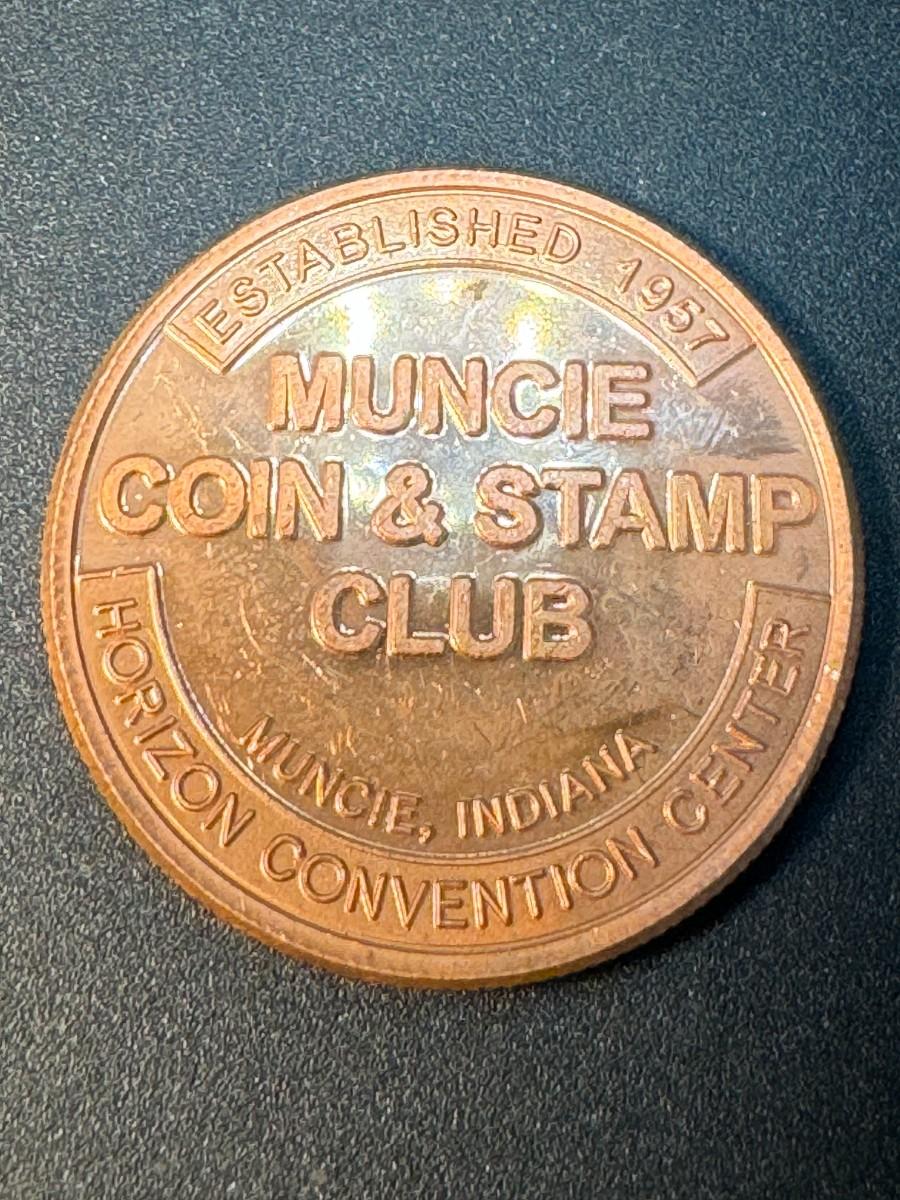 ESTABLISHED 1957
MUNCIE
COIN & STAMP
CLUB
MUNCIE, INDIANA
HORIZON CONVENTION CENTER